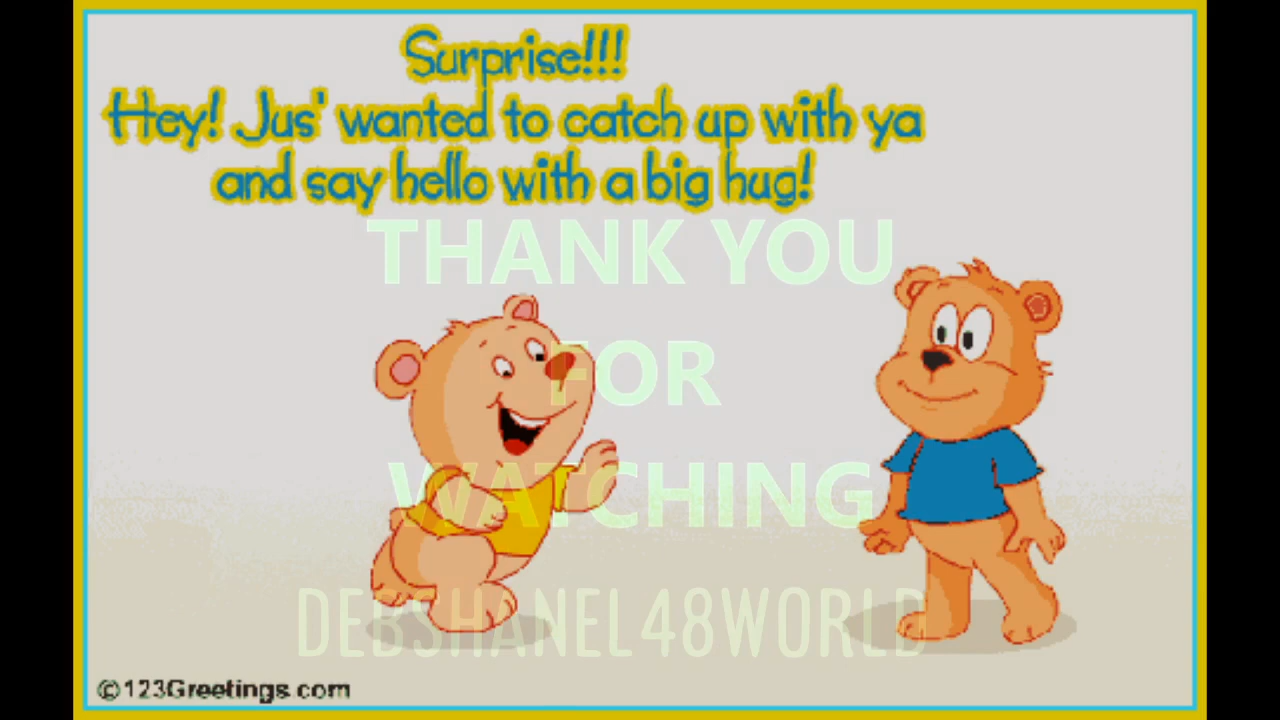 Surprise!!!
Hey! Jus' wanted to catch up with ya
and say hello with a big hug!
THANK YOU
FOR
WATCHING
DEBSHANEL48WORLD
©123Greetings.com